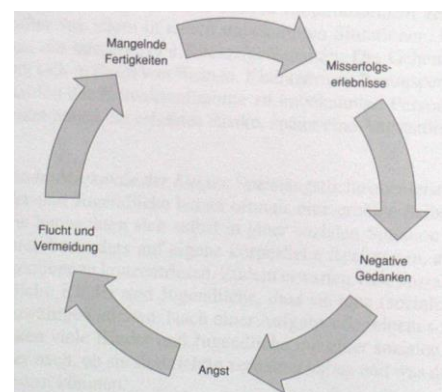 Mangelnde
Fertigkeiten
Misserfolgs-
erlebnisse
Negative
Gedanken
Angst
Flucht und
Vermeidung